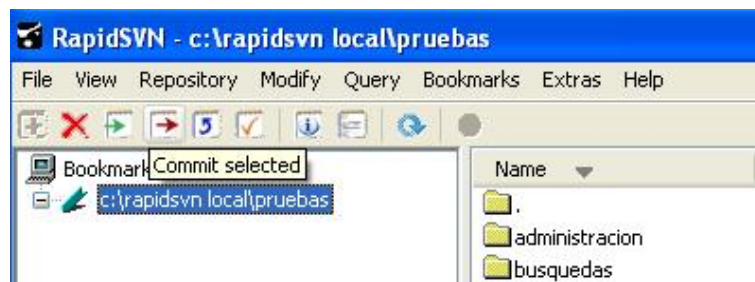 RapidSVN - c:\rapidsvn local\pruebas
File View Repository Modify Query Bookmarks Extras Help
Commit selected
Bookmark
c:\rapidsvn local\pruebas
Name
.
administracion
busquedas